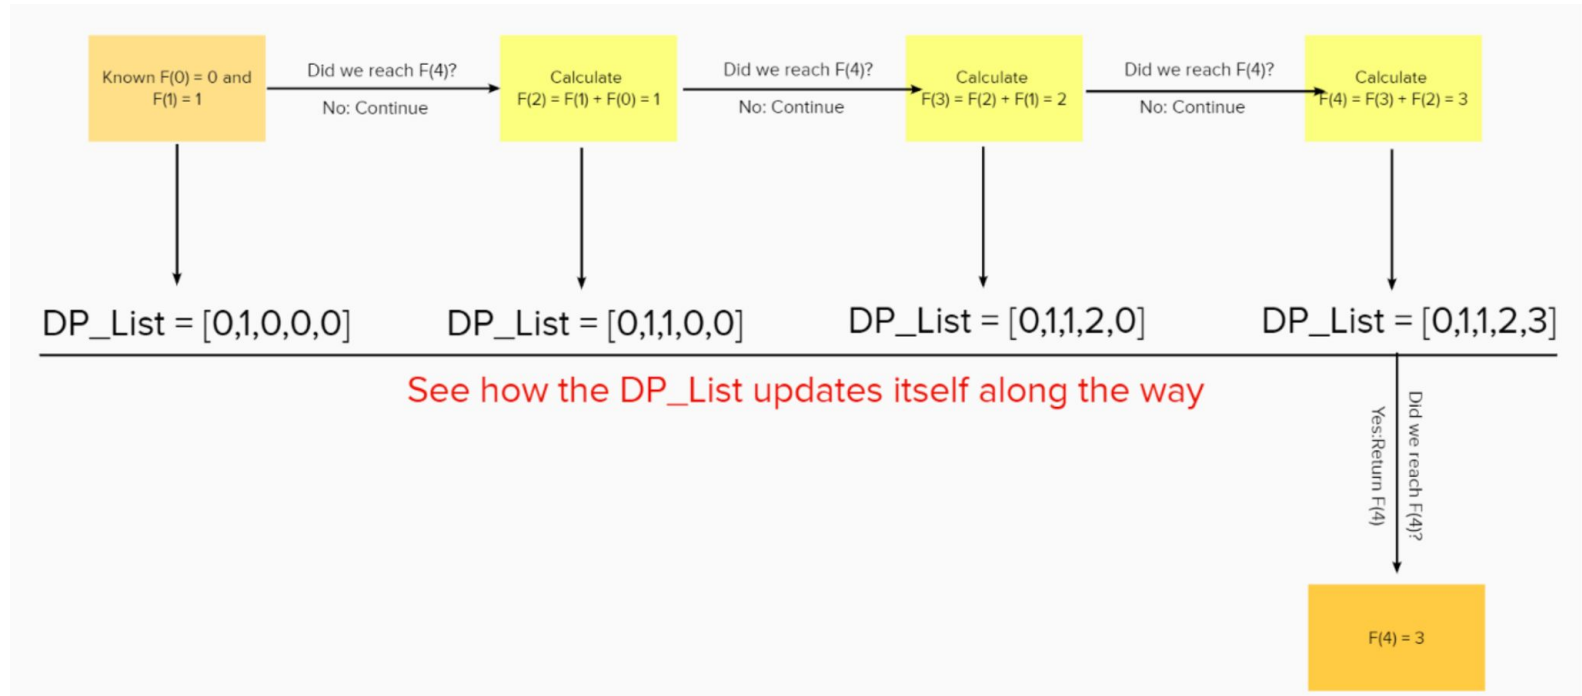 Known F(0) = 0 and
F(1) = 1
Did we reach F(4)?
No: Continue
Calculate
F(2) = F(1) + F(0) = 1
Did we reach F(4)?
No: Continue
Calculate
F(3) = F(2) + F(1) = 2
Did we reach F(4)?
No: Continue
Calculate
F(4) = F(3) + F(2) = 3
DP_List = [0,1,0,0,0]
DP_List = [0,1,1,0,0]
DP_List = [0,1,1,2,0]
DP_List = [0,1,1,2,3]
See how the DP_List updates itself along the way
Did we reach F(4)?
Yes:Return F(4)
F(4) = 3